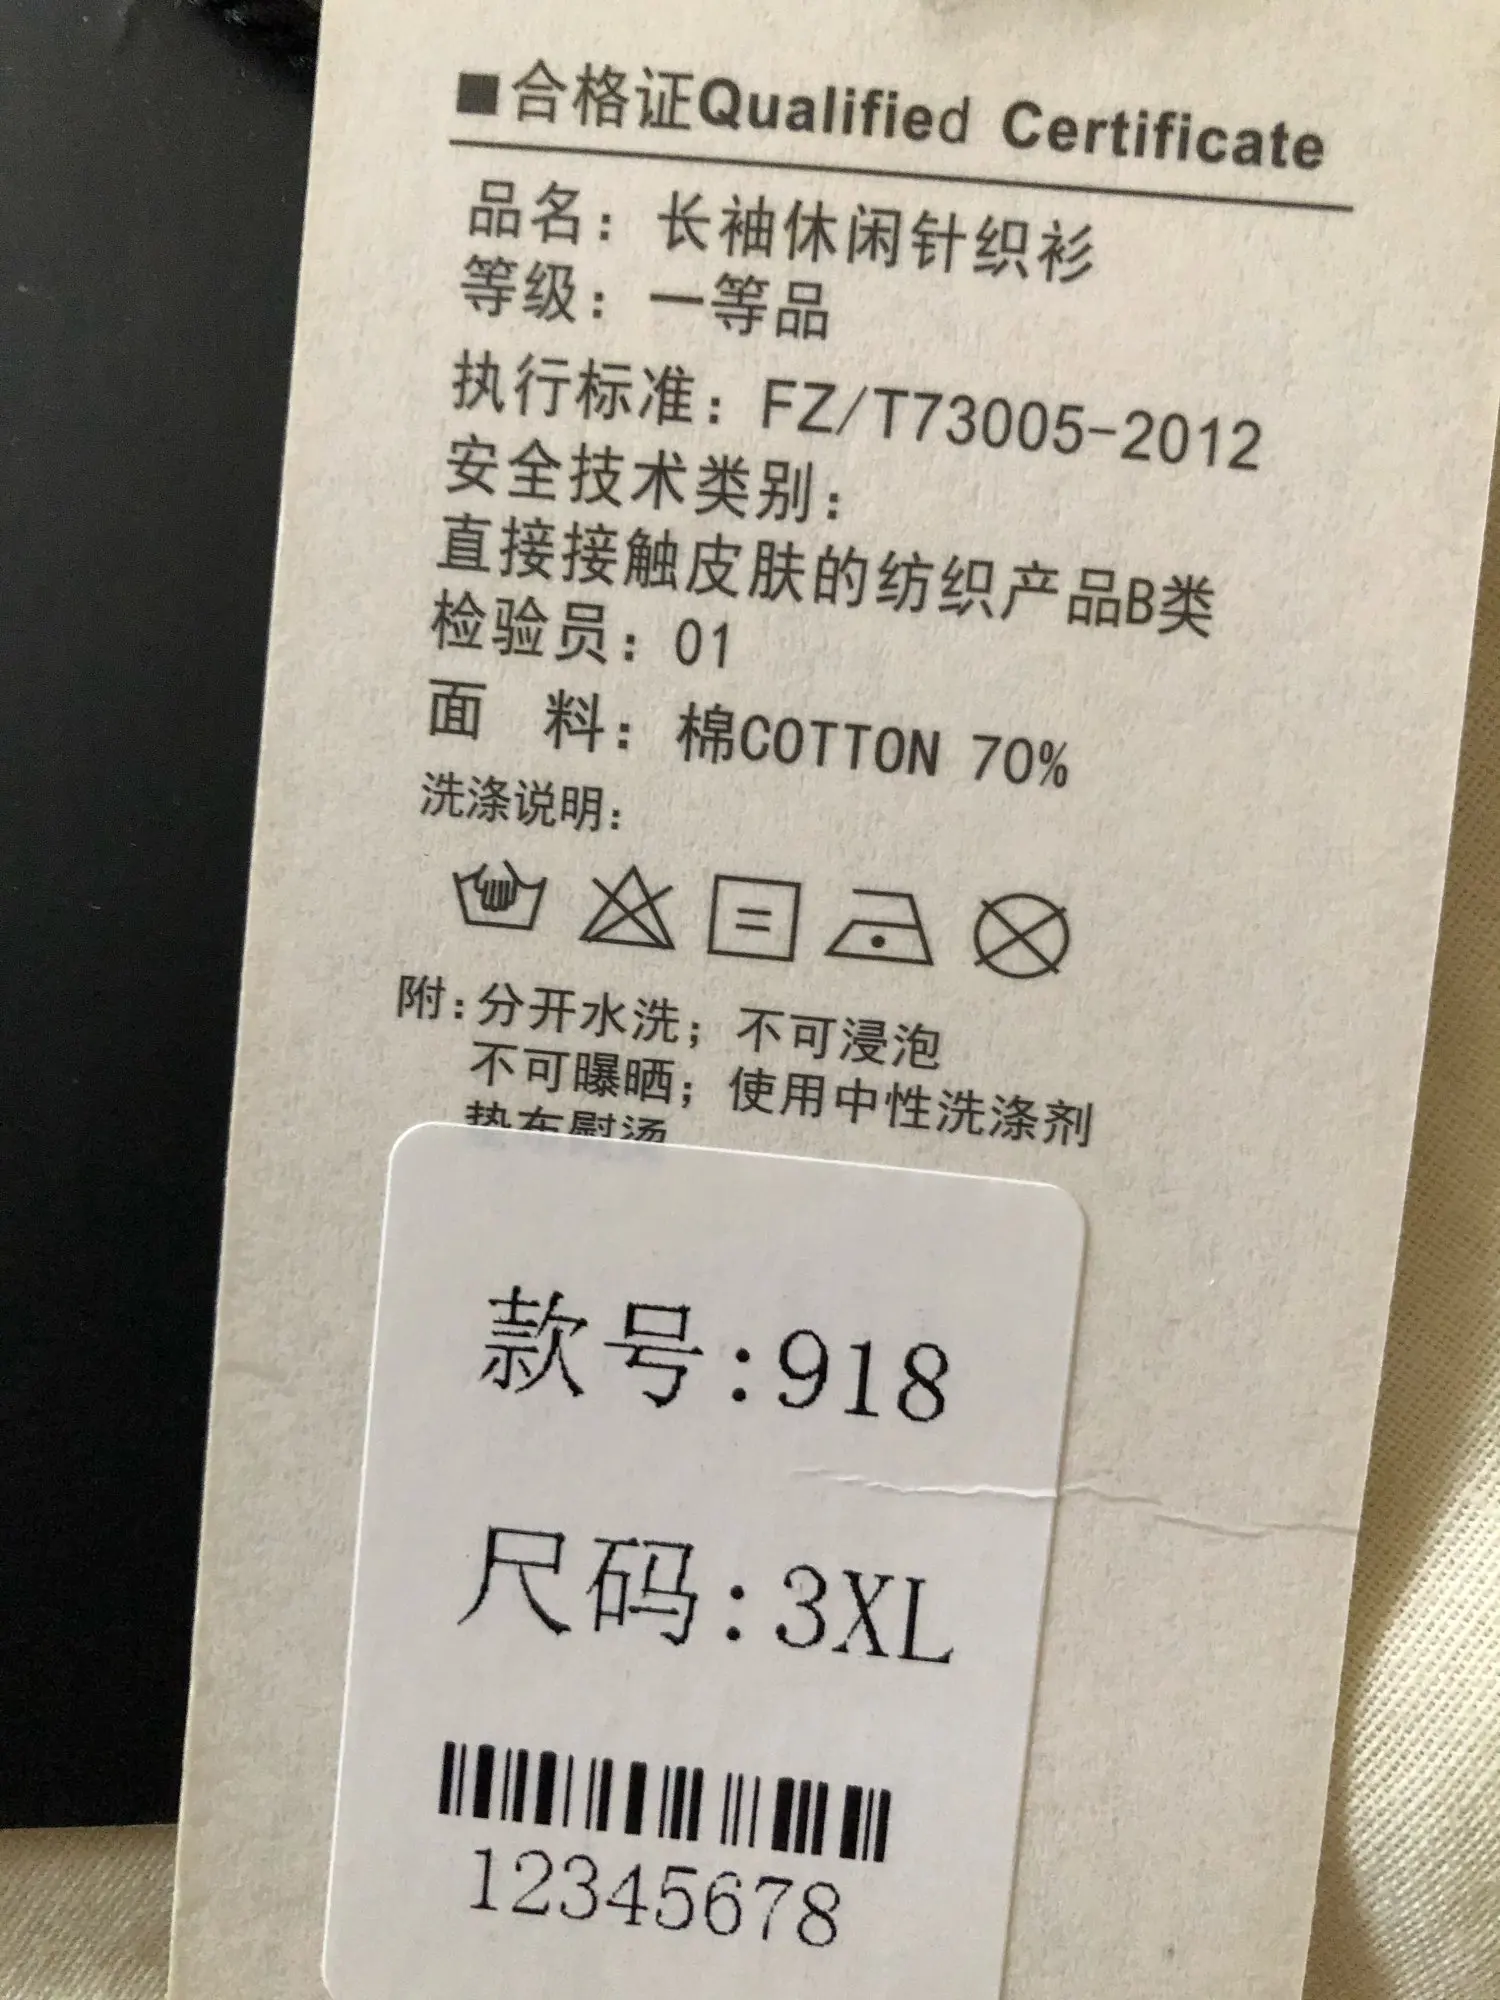 ■合格证Qualified Certificate
品名：长袖休闲针织衫
等级：一等品
执行标准：FZ/T73005-2012
安全技术类别：
直接接触皮肤的纺织产品B类
检验员：01
面 料：棉COTTON 70%
洗涤说明：
附：分开水洗；不可浸泡
不可曝晒；使用中性洗涤剂
垫布熨烫
款号:918
尺码:3XL
12345678